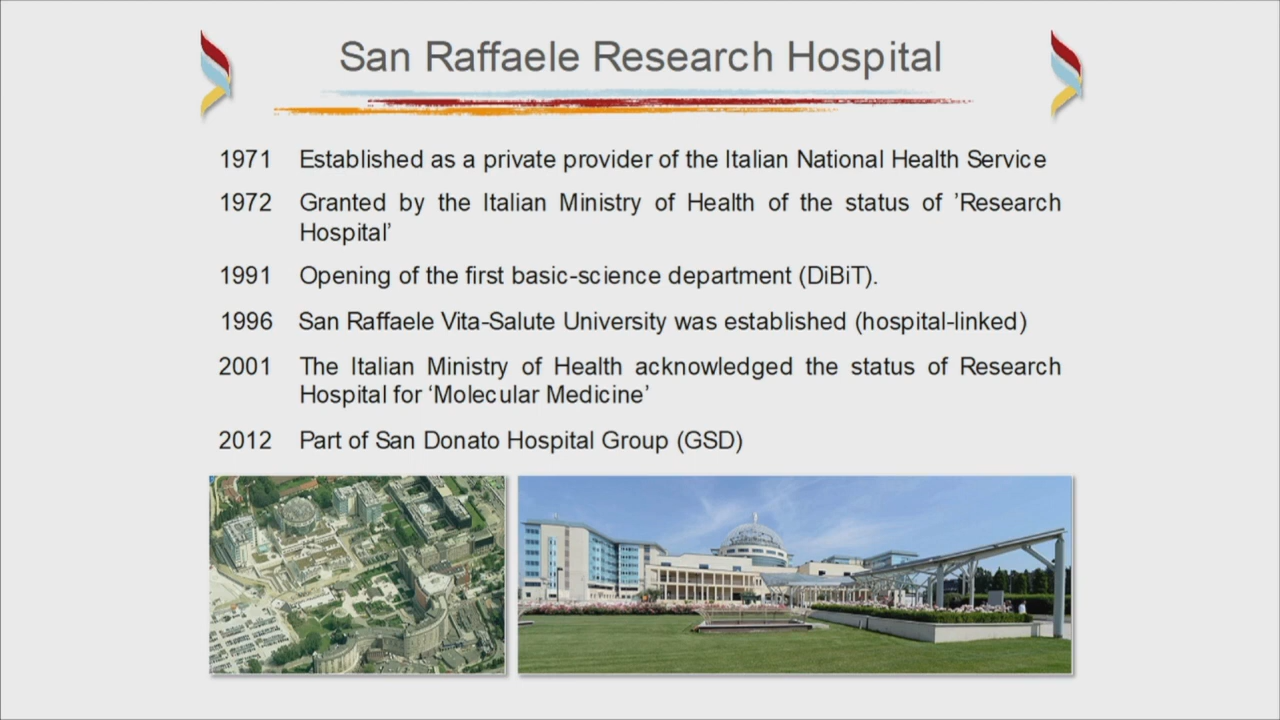 San Raffaele Research Hospital
1971 Established as a private provider of the Italian National Health Service
1972 Granted by the Italian Ministry of Health of the status of ’Research
Hospital’
1991 Opening of the first basic-science department (DiBiT).
1996 San Raffaele Vita-Salute University was established (hospital-linked)
2001 The Italian Ministry of Health acknowledged the status of Research
Hospital for ‘Molecular Medicine’
2012 Part of San Donato Hospital Group (GSD)